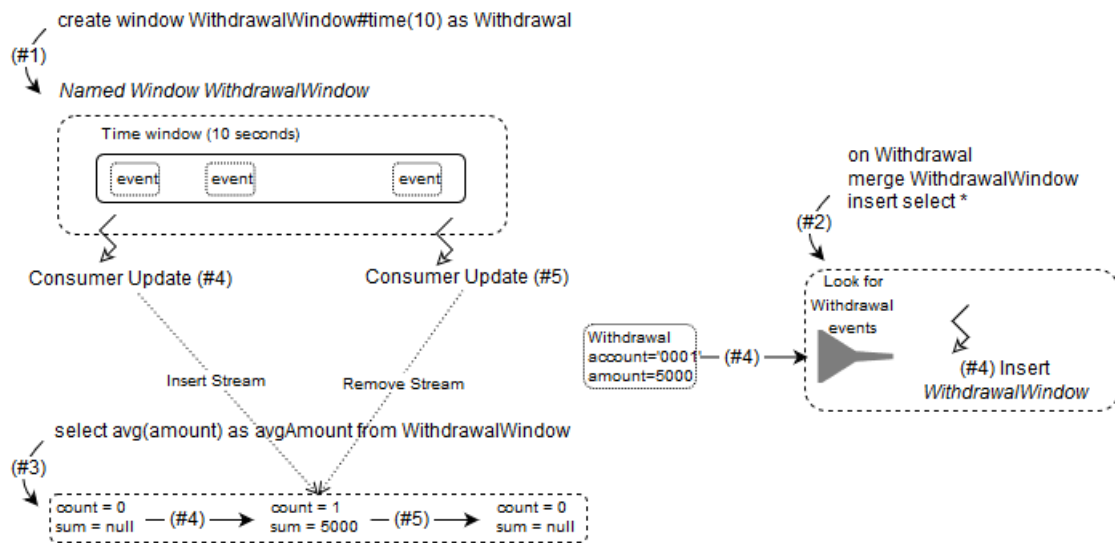 create window WithdrawalWindow#time(10) as Withdrawal
(#1)
Named Window WithdrawalWindow
Time window (10 seconds)
event
event
event
Consumer Update (#4)
Consumer Update (#5)
Insert Stream
Remove Stream
on Withdrawal
merge WithdrawalWindow
insert select *
(#2)
Look for
Withdrawal
events
Withdrawal
account='0001'
amount=5000
(#4)
(#4) Insert
WithdrawalWindow
select avg(amount) as avgAmount from WithdrawalWindow
(#3)
count = 0
sum = null
(#4)
count = 1
sum = 5000
(#5)
count = 0
sum = null